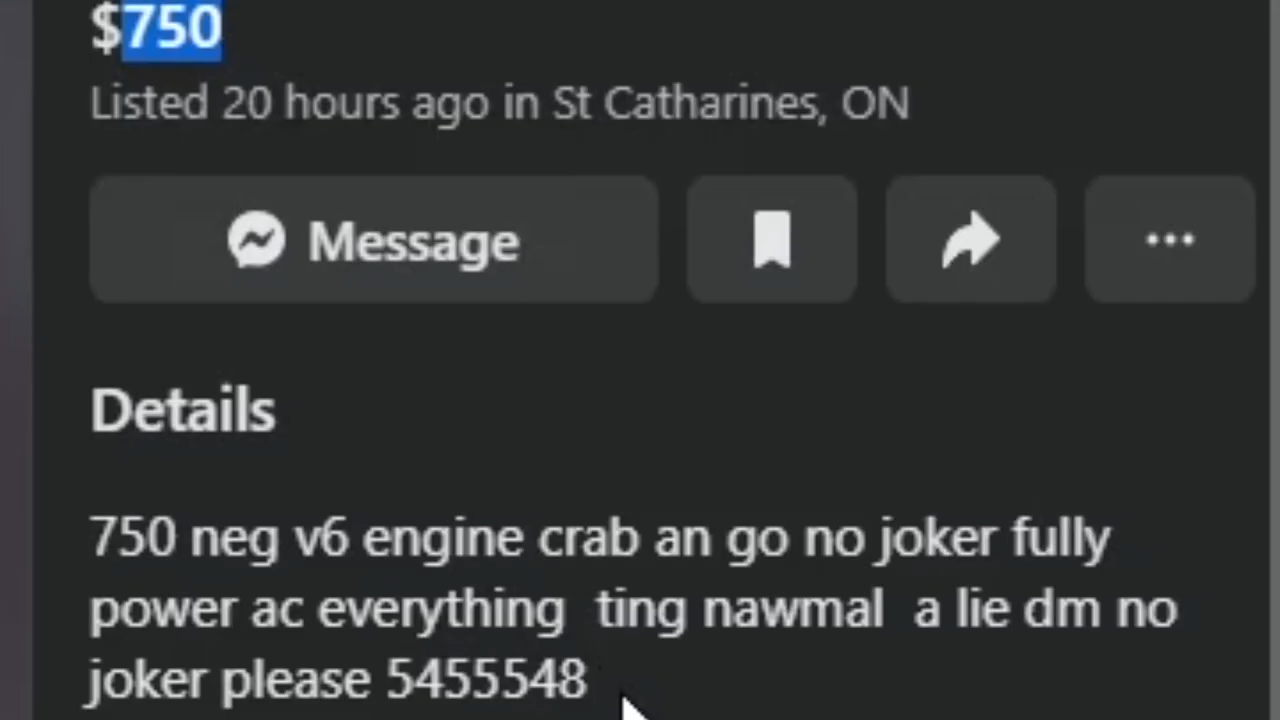 $750
Listed 20 hours ago in St Catharines, ON
Message
Details
750 neg v6 engine crab an go no joker fully
power ac everything  ting nawmal  a lie dm no
joker please 5455548